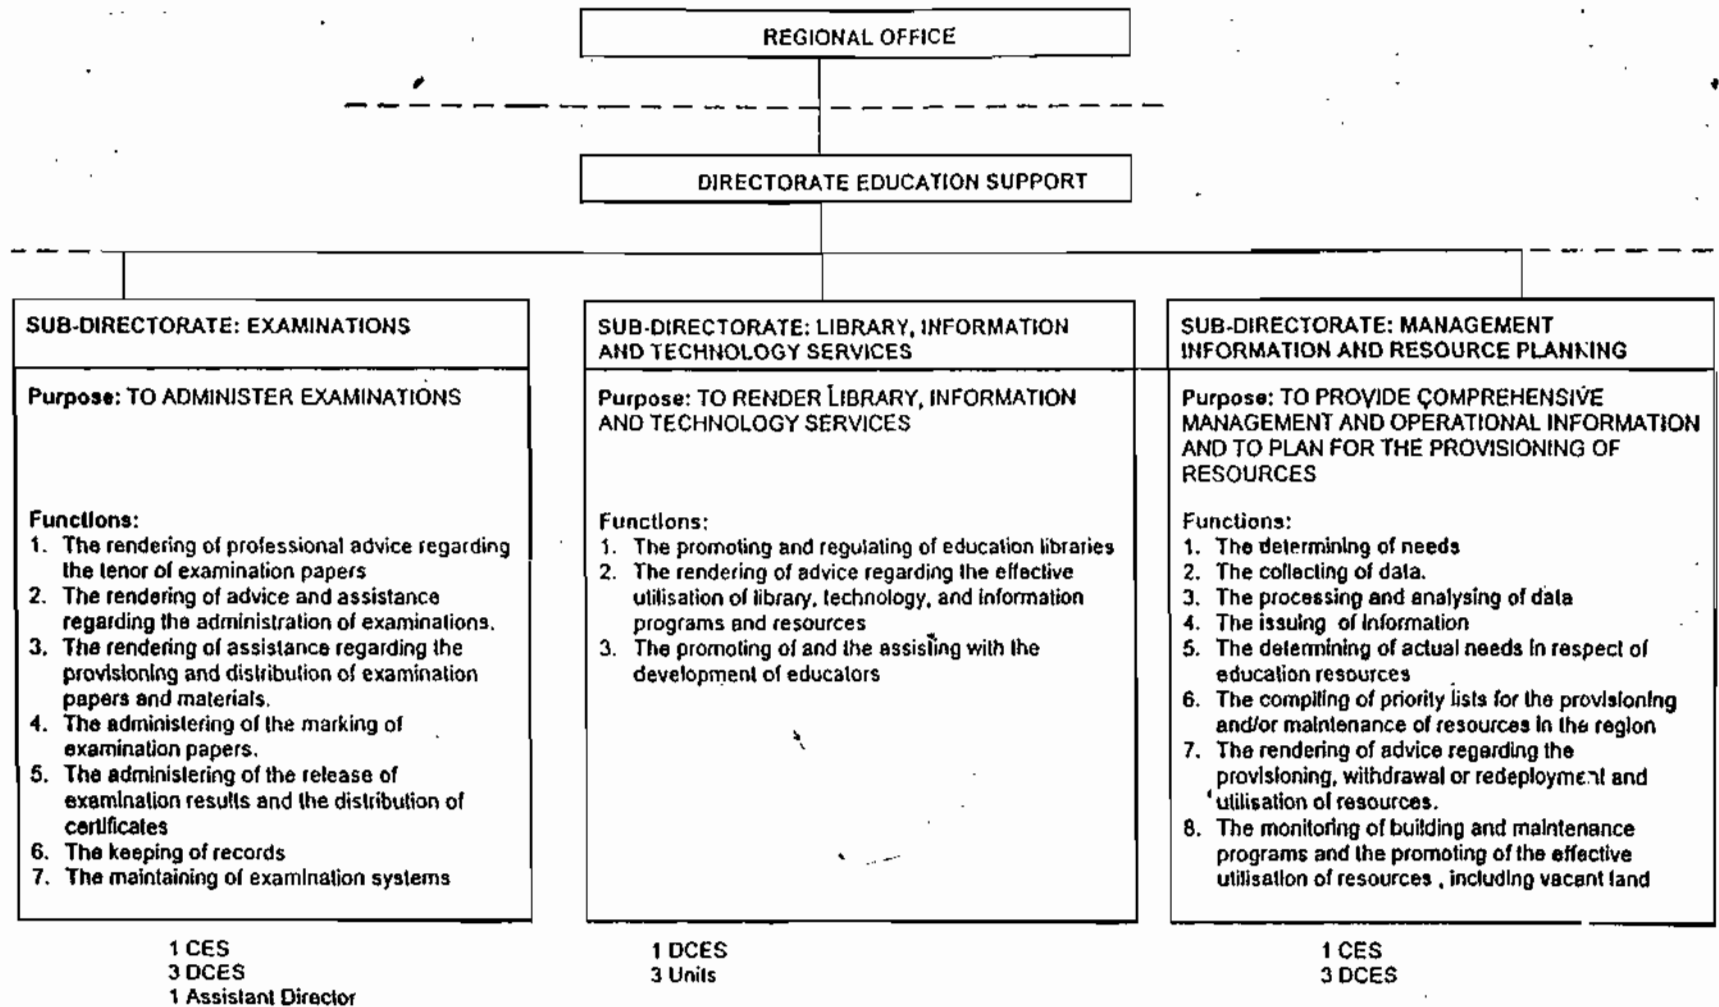 REGIONAL OFFICE
DIRECTORATE EDUCATION SUPPORT
SUB-DIRECTORATE: EXAMINATIONS
Purpose: TO ADMINISTER EXAMINATIONS
Functions:
1. The rendering of professional advice regarding
the tenor of examination papers
2. The rendering of advice and assistance
regarding the administration of examinations.
3. The rendering of assistance regarding the
provisioning and distribution of examination
papers and materials.
4. The administering of the marking of
examination papers.
5. The administering of the release of
examination results and the distribution of
certificates
6. The keeping of records
7. The maintaining of examination systems
1 CES
3 DCES
1 Assistant Director
SUB-DIRECTORATE: LIBRARY, INFORMATION
AND TECHNOLOGY SERVICES
Purpose: TO RENDER LIBRARY, INFORMATION
AND TECHNOLOGY SERVICES
Functions:
1. The promoting and regulating of education libraries
2. The rendering of advice regarding the effective
utilisation of library, technology, and information
programs and resources
3. The promoting of and the assisting with the
development of educators
1 DCES
3 Units
SUB-DIRECTORATE: MANAGEMENT
INFORMATION AND RESOURCE PLANNING
Purpose: TO PROVIDE COMPREHENSIVE
MANAGEMENT AND OPERATIONAL INFORMATION
AND TO PLAN FOR THE PROVISIONING OF
RESOURCES
Functions:
1. The determining of needs
2. The collecting of data.
3. The processing and analysing of data
4. The issuing of information
5. The determining of actual needs in respect of
education resources
6. The compiling of priority lists for the provisioning
and/or maintenance of resources in the region
7. The rendering of advice regarding the
provisioning, withdrawal or redeployment and
utilisation of resources.
8. The monitoring of building and maintenance
programs and the promoting of the effective
utilisation of resources , including vacant land
1 CES
3 DCES